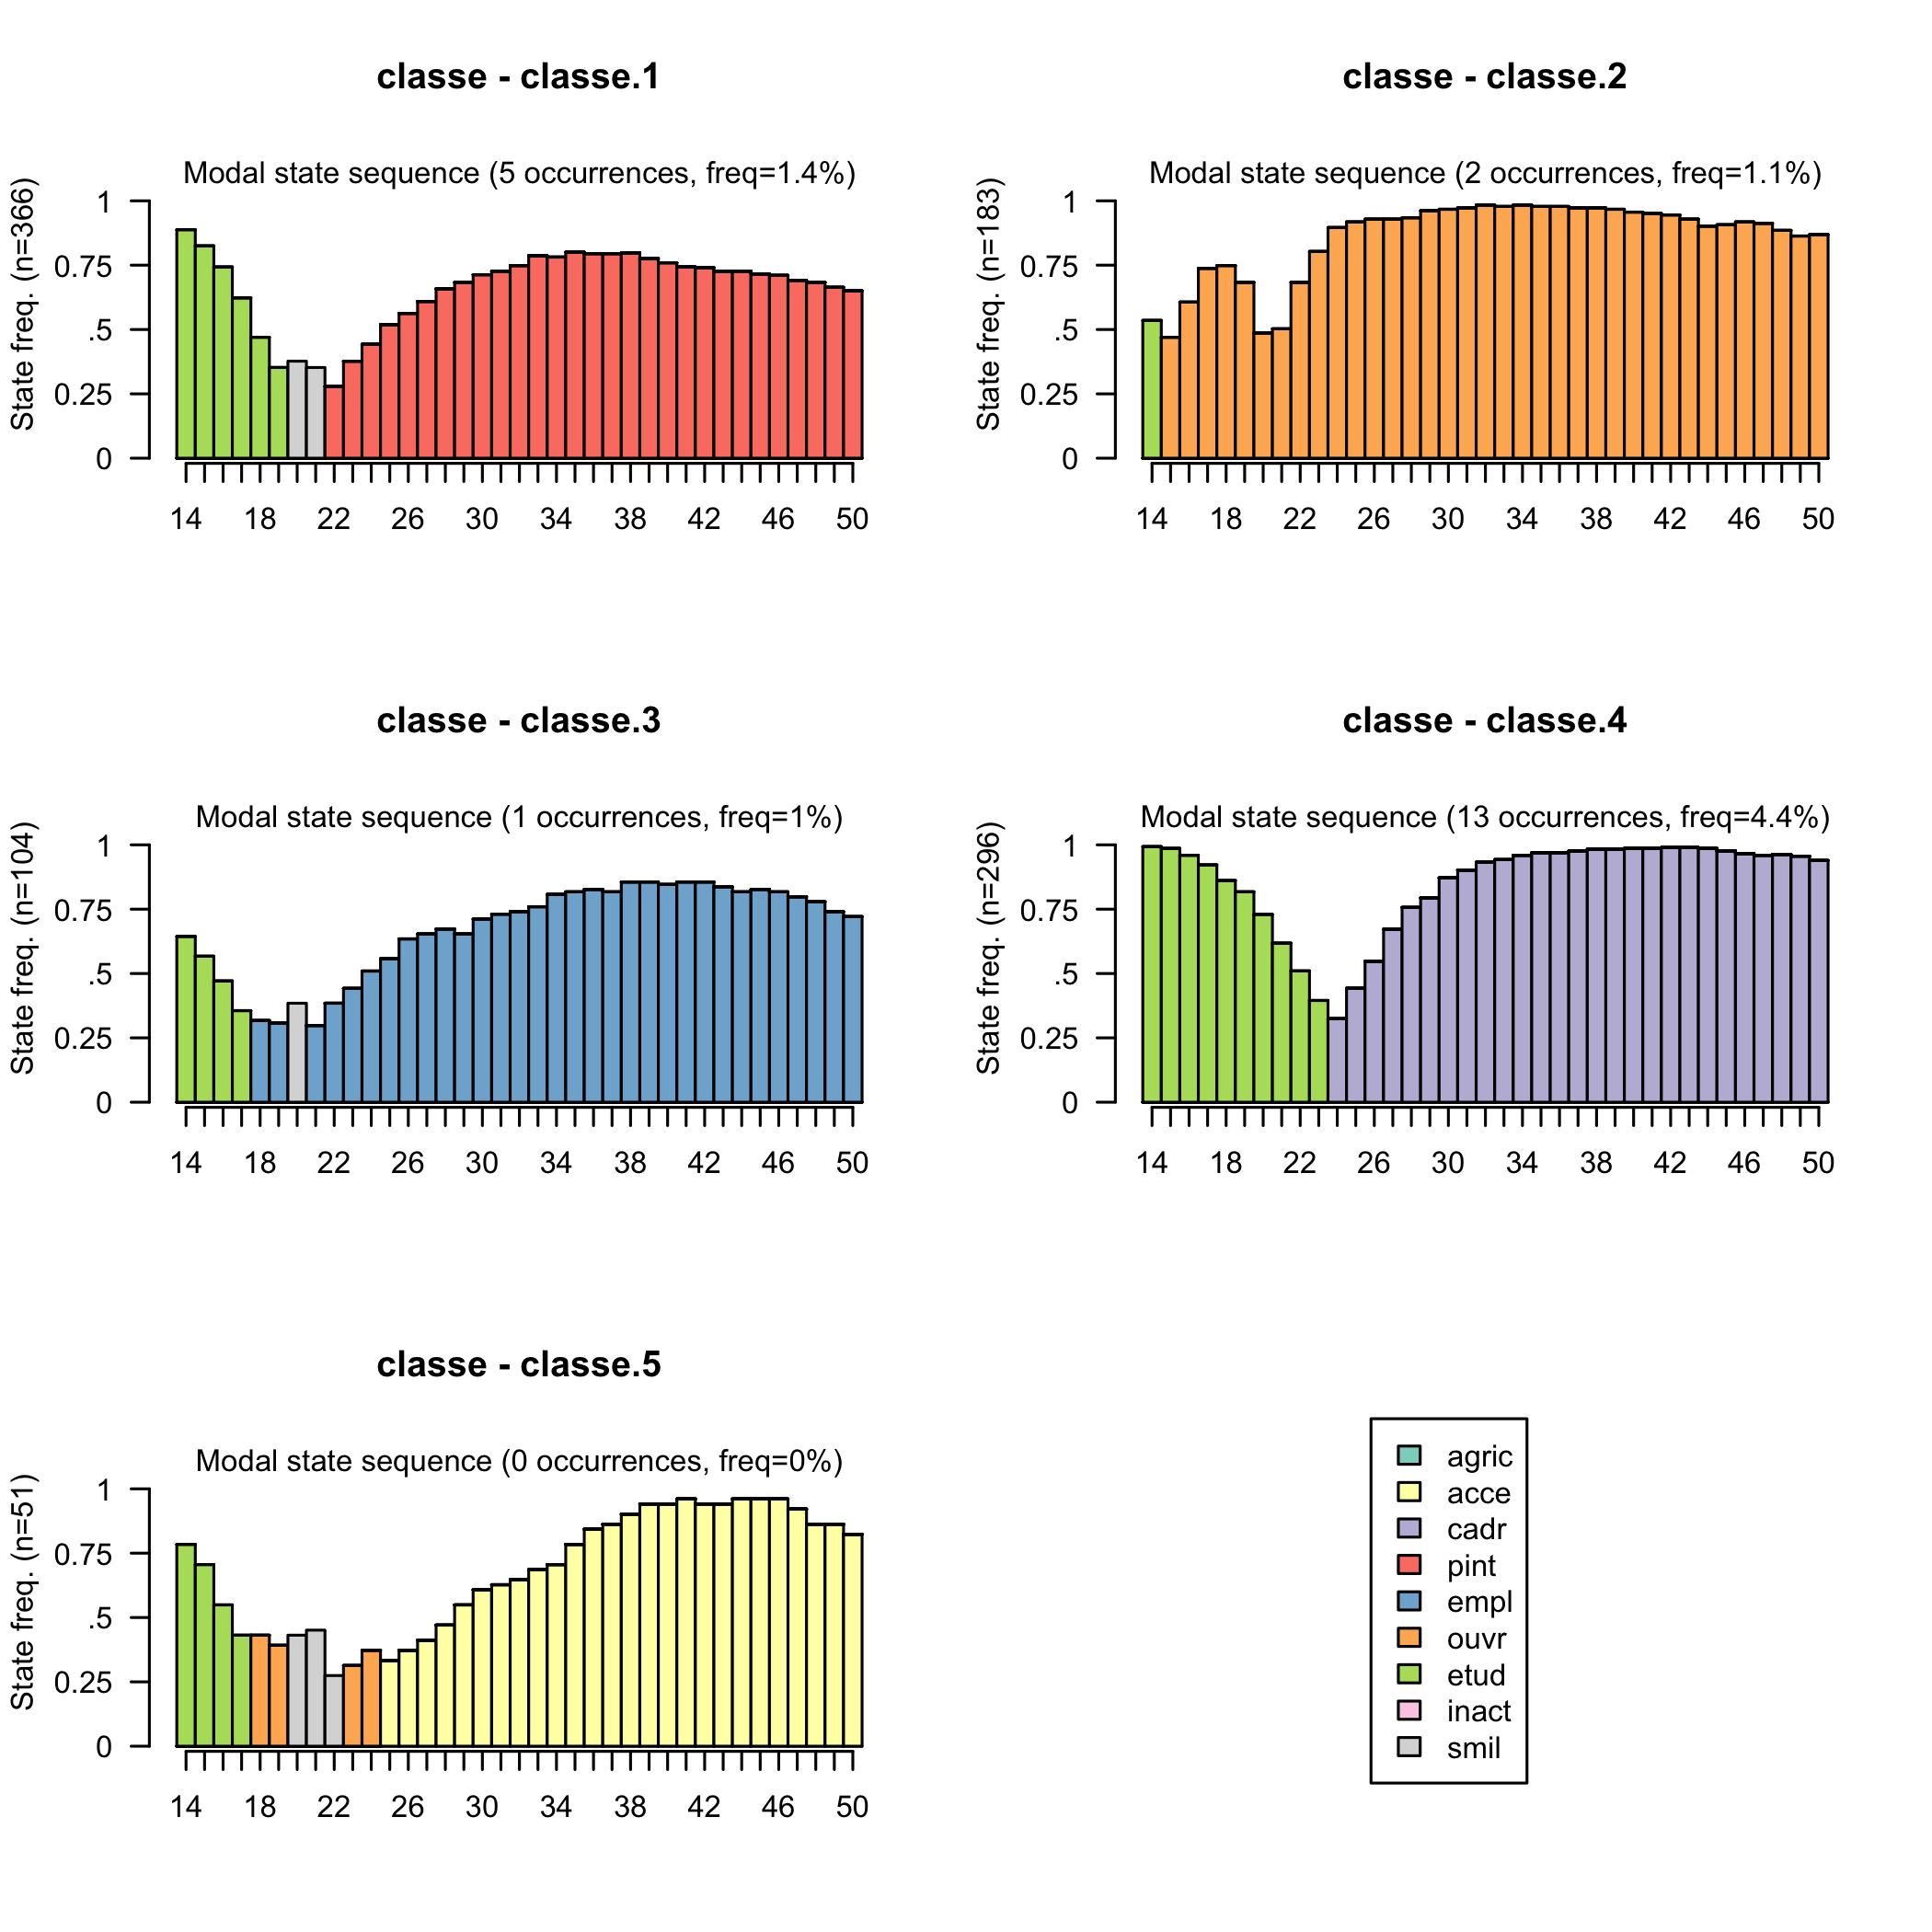 classe - classe.1
Modal state sequence (5 occurrences, freq=1.4%)
State freq. (n=366)
1
0.75
.5
0.25
0
14 18 22 26 30 34 38 42 46 50
classe - classe.2
Modal state sequence (2 occurrences, freq=1.1%)
State freq. (n=183)
1
0.75
.5
0.25
0
14 18 22 26 30 34 38 42 46 50
classe - classe.3
Modal state sequence (1 occurrences, freq=1%)
State freq. (n=104)
1
0.75
.5
0.25
0
14 18 22 26 30 34 38 42 46 50
classe - classe.4
Modal state sequence (13 occurrences, freq=4.4%)
State freq. (n=296)
1
0.75
.5
0.25
0
14 18 22 26 30 34 38 42 46 50
classe - classe.5
Modal state sequence (0 occurrences, freq=0%)
State freq. (n=51)
1
0.75
.5
0.25
0
14 18 22 26 30 34 38 42 46 50
agric
acce
cadr
pint
empl
ouvr
etud
inact
smil